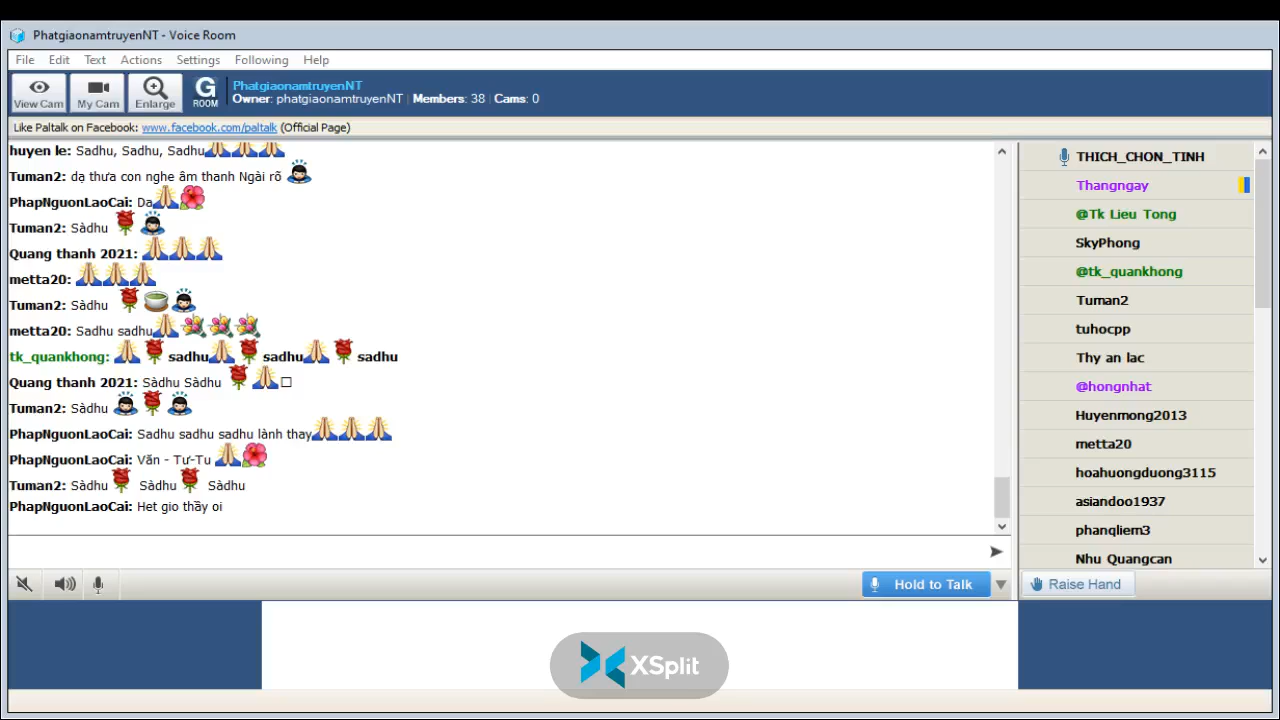 PhatgiaonamtruyenNT - Voice Room
File Edit Text Actions Settings Following Help
View Cam My Cam Enlarge G ROOM
PhatgiaonamtruyenNT
Owner: phatgiaonamtruyenNT | Members: 38 | Cams: 0
Like Paltalk on Facebook: www.facebook.com/paltalk (Official Page)
huyen le: Sadhu, Sadhu, Sadhu
Tuman2: dạ thưa con nghe âm thanh Ngài rõ
PhapNguonLaoCai: Da
Tuman2: Sàdhu
Quang thanh 2021:
metta20:
Tuman2: Sàdhu
metta20: Sadhu sadhu
tk_quankhong: sadhu sadhu sadhu
Quang thanh 2021: Sàdhu Sàdhu
Tuman2: Sàdhu
PhapNguonLaoCai: Sadhu sadhu sadhu lành thay
PhapNguonLaoCai: Văn - Tư-Tu
Tuman2: Sàdhu Sàdhu Sàdhu
PhapNguonLaoCai: Het gio thầy oi
THICH_CHON_TINH
Thangngay
@Tk Lieu Tong
SkyPhong
@tk_quankhong
Tuman2
tuhocpp
Thy an lac
@hongnhat
Huyenmong2013
metta20
hoahuongduong3115
asiandoo1937
phanqliem3
Nhu Quangcan
Hold to Talk
Raise Hand
XSplit